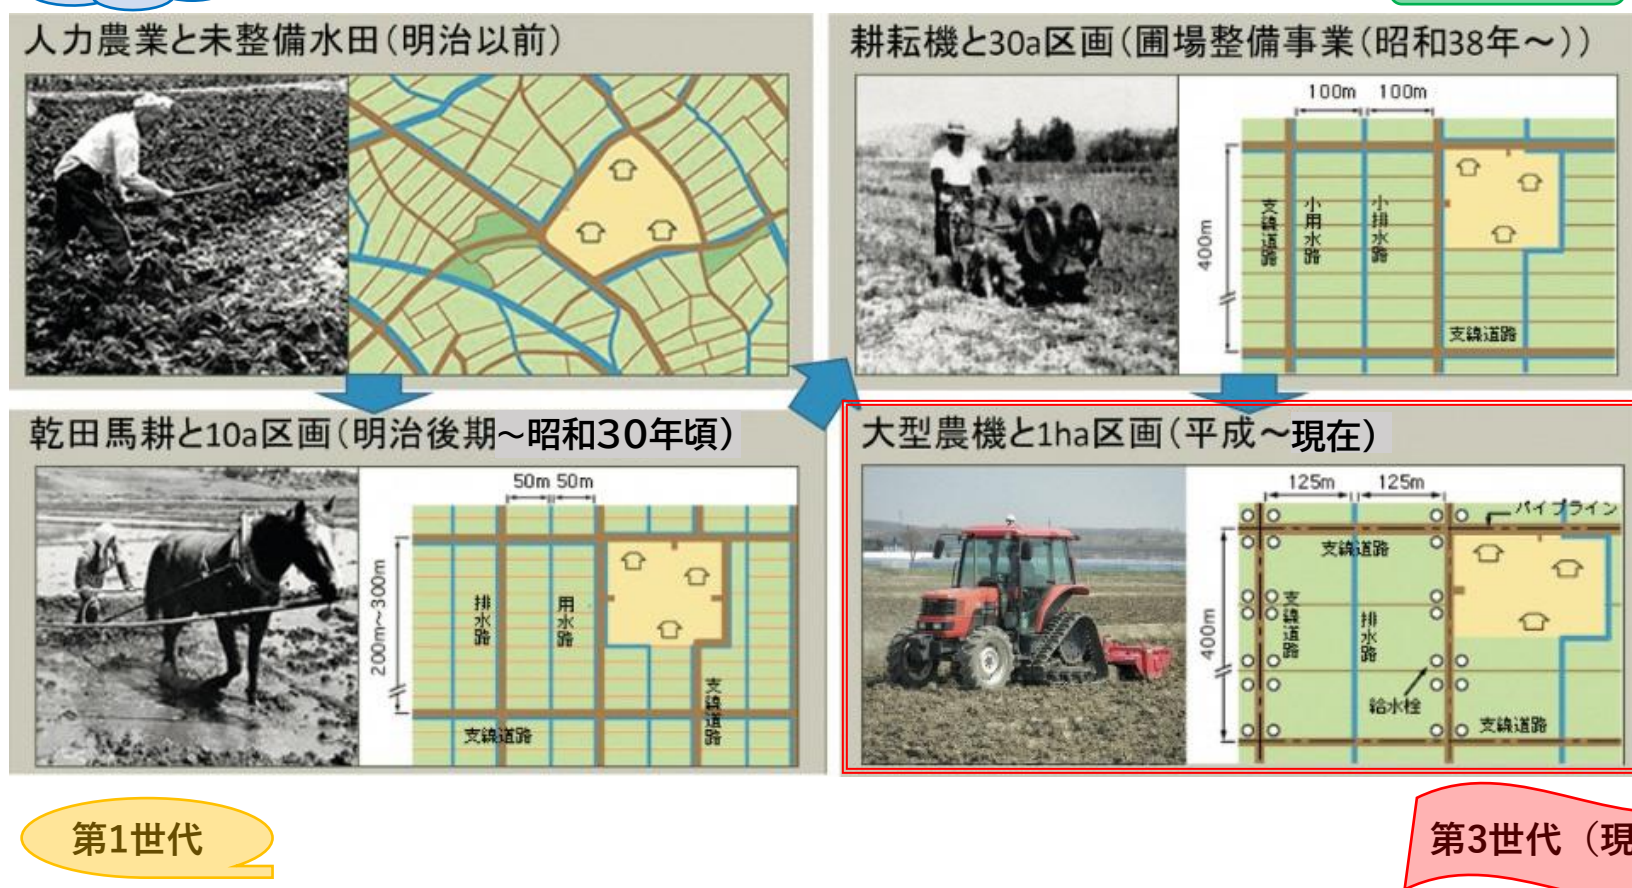 人力農業と未整備水田(明治以前)
耕耘機と30a区画(圃場整備事業(昭和38年～))
100m 100m
400m
支線道路
小用水路
小排水路
支線道路
乾田馬耕と10a区画(明治後期～昭和30年頃)
50m 50m
200m～300m
排水路
用水路
支線道路
支線道路
大型農機と1ha区画(平成～現在)
125m 125m
パイプライン
支線道路
400m
支線道路
排水路
給水栓
支線道路
第1世代
第3世代（現